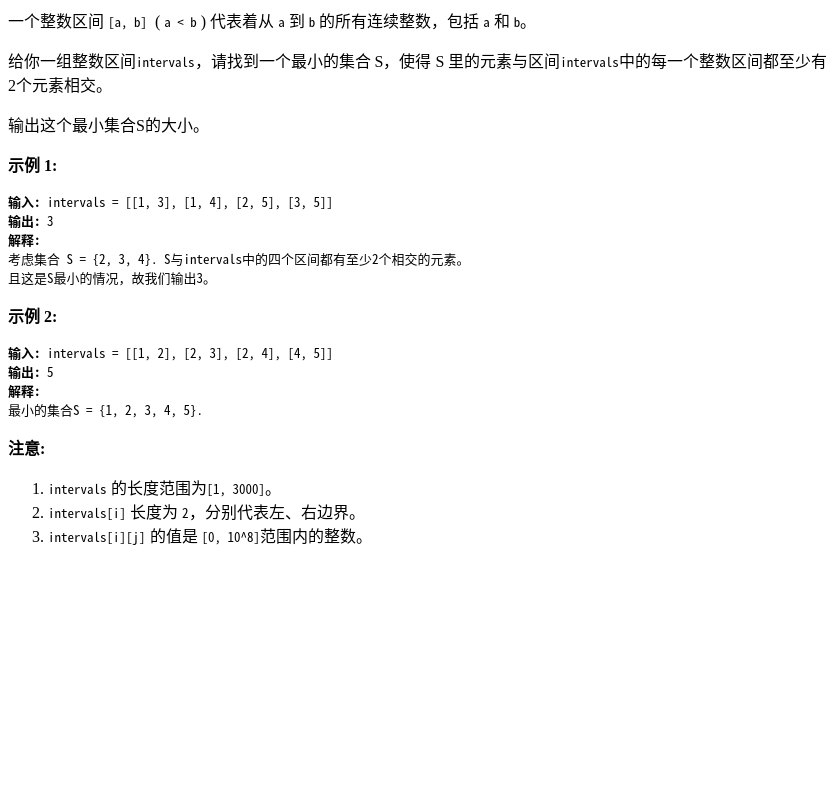 一个整数区间 [a, b]  ( a < b ) 代表着从 a 到 b 的所有连续整数，包括 a 和 b。
给你一组整数区间intervals，请找到一个最小的集合 S，使得 S 里的元素与区间intervals中的每一个整数区间都至少有
2个元素相交。
输出这个最小集合S的大小。
示例 1:
输入: intervals = [[1, 3], [1, 4], [2, 5], [3, 5]]
输出: 3
解释:
考虑集合 S = {2, 3, 4}. S与intervals中的四个区间都有至少2个相交的元素。
且这是S最小的情况，故我们输出3。
示例 2:
输入: intervals = [[1, 2], [2, 3], [2, 4], [4, 5]]
输出: 5
解释:
最小的集合S = {1, 2, 3, 4, 5}.
注意:
1. intervals 的长度范围为[1, 3000]。
2. intervals[i] 长度为 2，分别代表左、右边界。
3. intervals[i][j] 的值是 [0, 10^8]范围内的整数。